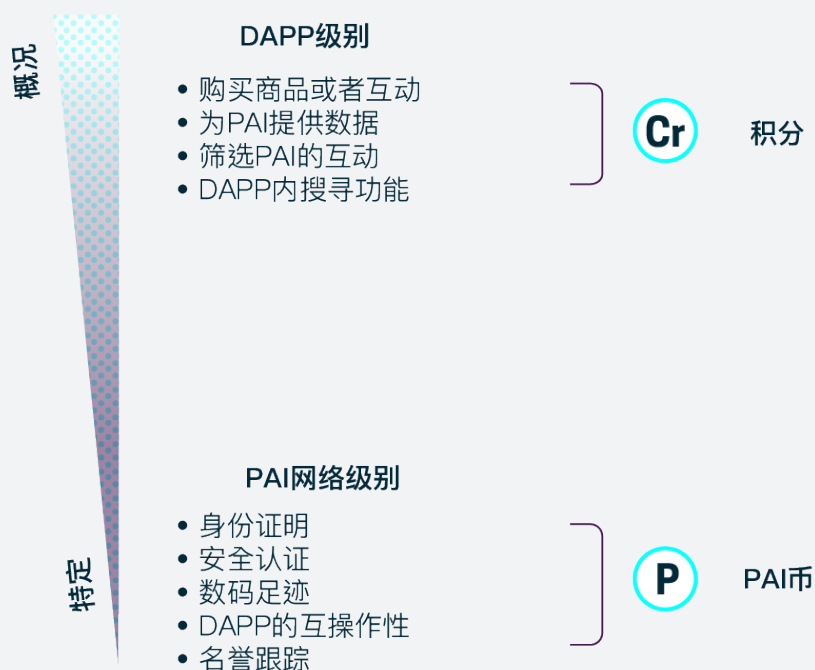 概况
DAPP级别
• 购买商品或者互动
• 为PAI提供数据
• 筛选PAI的互动
• DAPP内搜寻功能
Cr
积分
PAI网络级别
• 身份证明
• 安全认证
• 数码足迹
• DAPP的互操作性
• 名誉跟踪
特定
P
PAI币